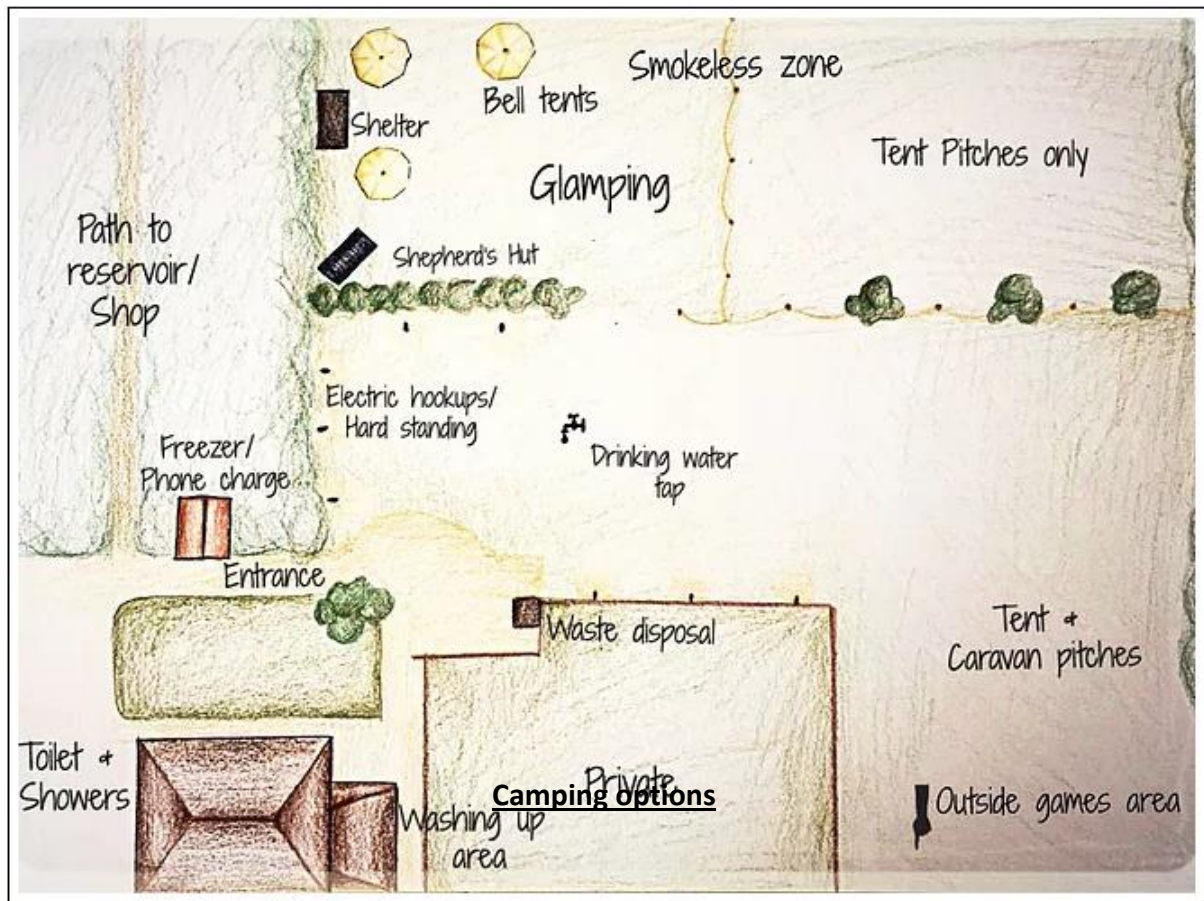 Smokeless zone
Bell tents
Shelter
Tent Pitches only
Glamping
Path to
reservoir/
Shop
Shepherd's Hut
Electric hookups/
Hard standing
Freezer/
Phone charge
Drinking water
tap
Entrance
Waste disposal
Tent &
Caravan pitches
Toilet &
Showers
Private
Camping options
Outside games area
Washing up
area